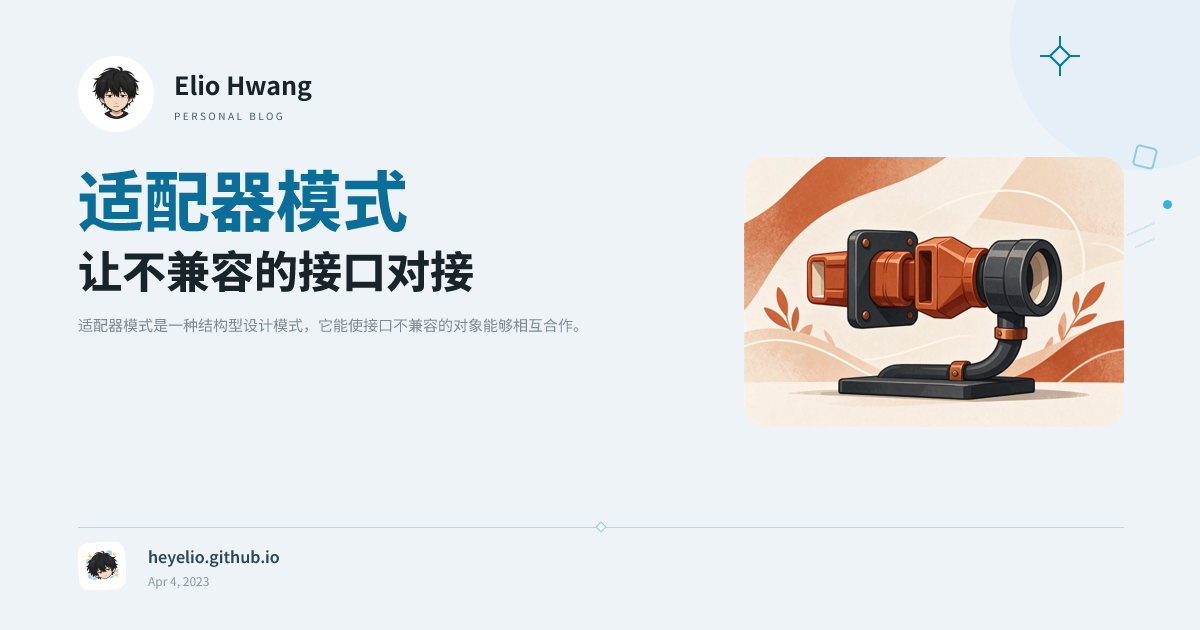 Elio Hwang
PERSONAL BLOG
适配器模式
让不兼容的接口对接
适配器模式是一种结构型设计模式，它能使接口不兼容的对象能够相互合作。
heyelio.github.io
Apr 4, 2023